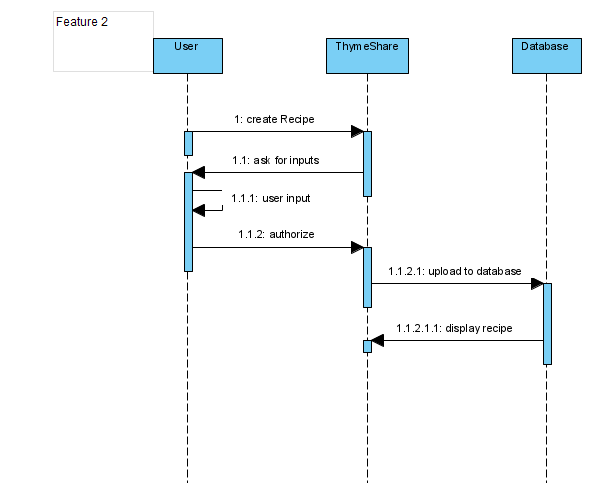 Feature 2
User
ThymeShare
Database
1: create Recipe
1.1: ask for inputs
1.1.1: user input
1.1.2: authorize
1.1.2.1: upload to database
1.1.2.1.1: display recipe